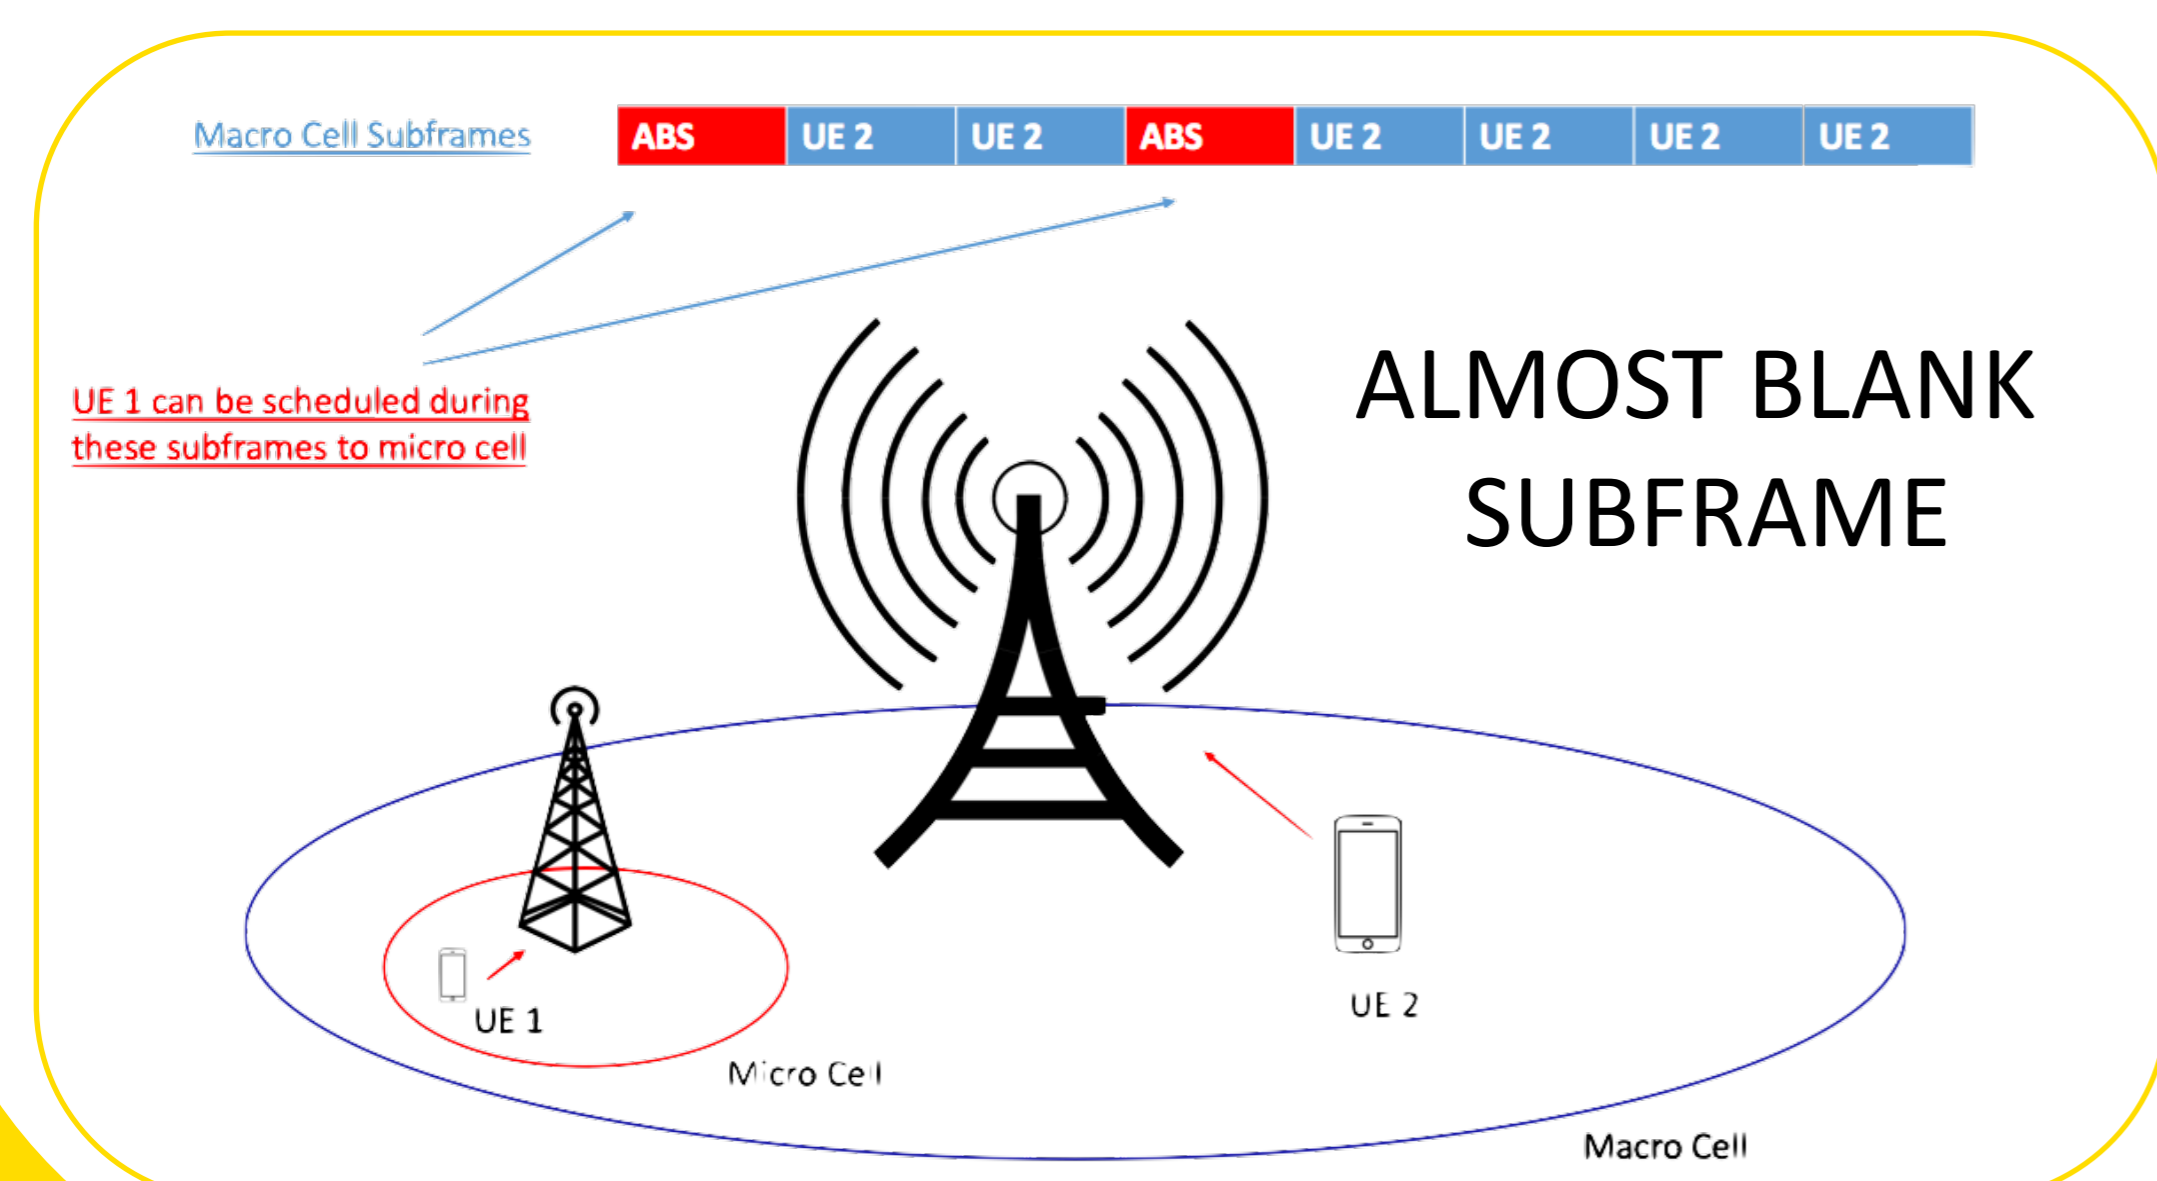 Macro Cell Subframes ABS UE 2 UE 2 ABS UE 2 UE 2 UE 2 UE 2
UE 1 can be scheduled during
these subframes to micro cell
ALMOST BLANK
SUBFRAME
UE 1
UE 2
Micro Cell
Macro Cell